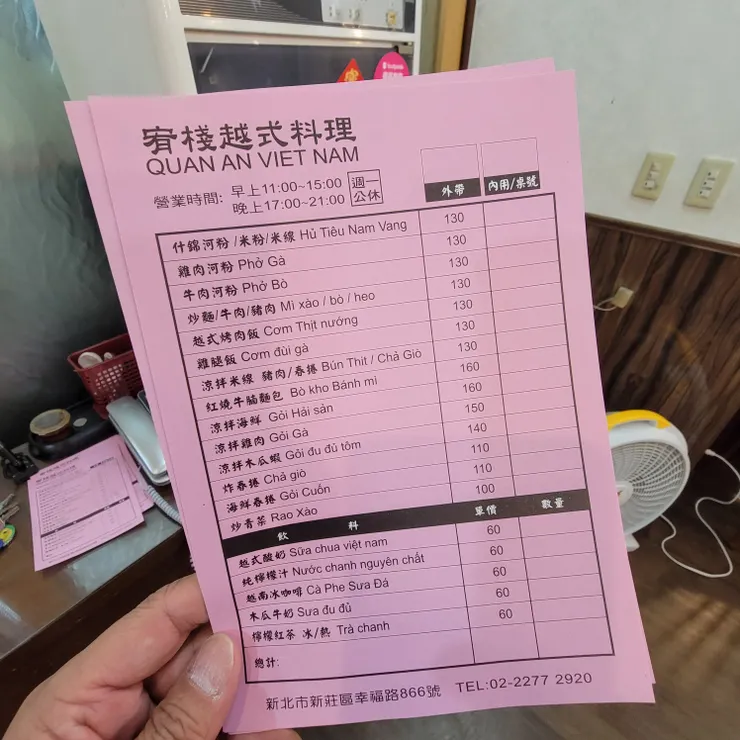 宥棧越式料理
QUAN AN VIET NAM
營業時間: 早上11:00~15:00 週一
晚上17:00~21:00 公休
外帶 內用/桌號
什錦河粉/米粉/米線 Hủ Tiêu Nam Vang 130
雞肉河粉 Phở Gà 130
牛肉河粉 Phở Bò 130
炒麵/牛肉/豬肉 Mì xào / bò / heo 130
越式烤肉飯 Cơm Thịt nướng 130
雞腿飯 Cơm đùi gà 130
涼拌米線 豬肉/春捲 Bún Thit / Chả Giò 130
紅燒牛腩麵包 Bò kho Bánh mì 160
涼拌海鮮 Gỏi Hải sản 160
涼拌雞肉 Gỏi Gà 150
涼拌木瓜蝦 Gỏi đu đủ tôm 140
炸春捲 Chả giò 110
海鮮春捲 Gỏi Cuốn 110
炒青菜 Rao Xào 100
飲 料 單價 數量
越式酸奶 Sữa chua việt nam 60
純檸檬汁 Nước chanh nguyên chất 60
越南冰咖啡 Cà Phe Sưa Đá 60
木瓜牛奶 Sưa đu đủ 60
檸檬紅茶 冰/熱 Trà chanh 60
總計:
新北市新莊區幸福路866號 TEL:02-2277 2920